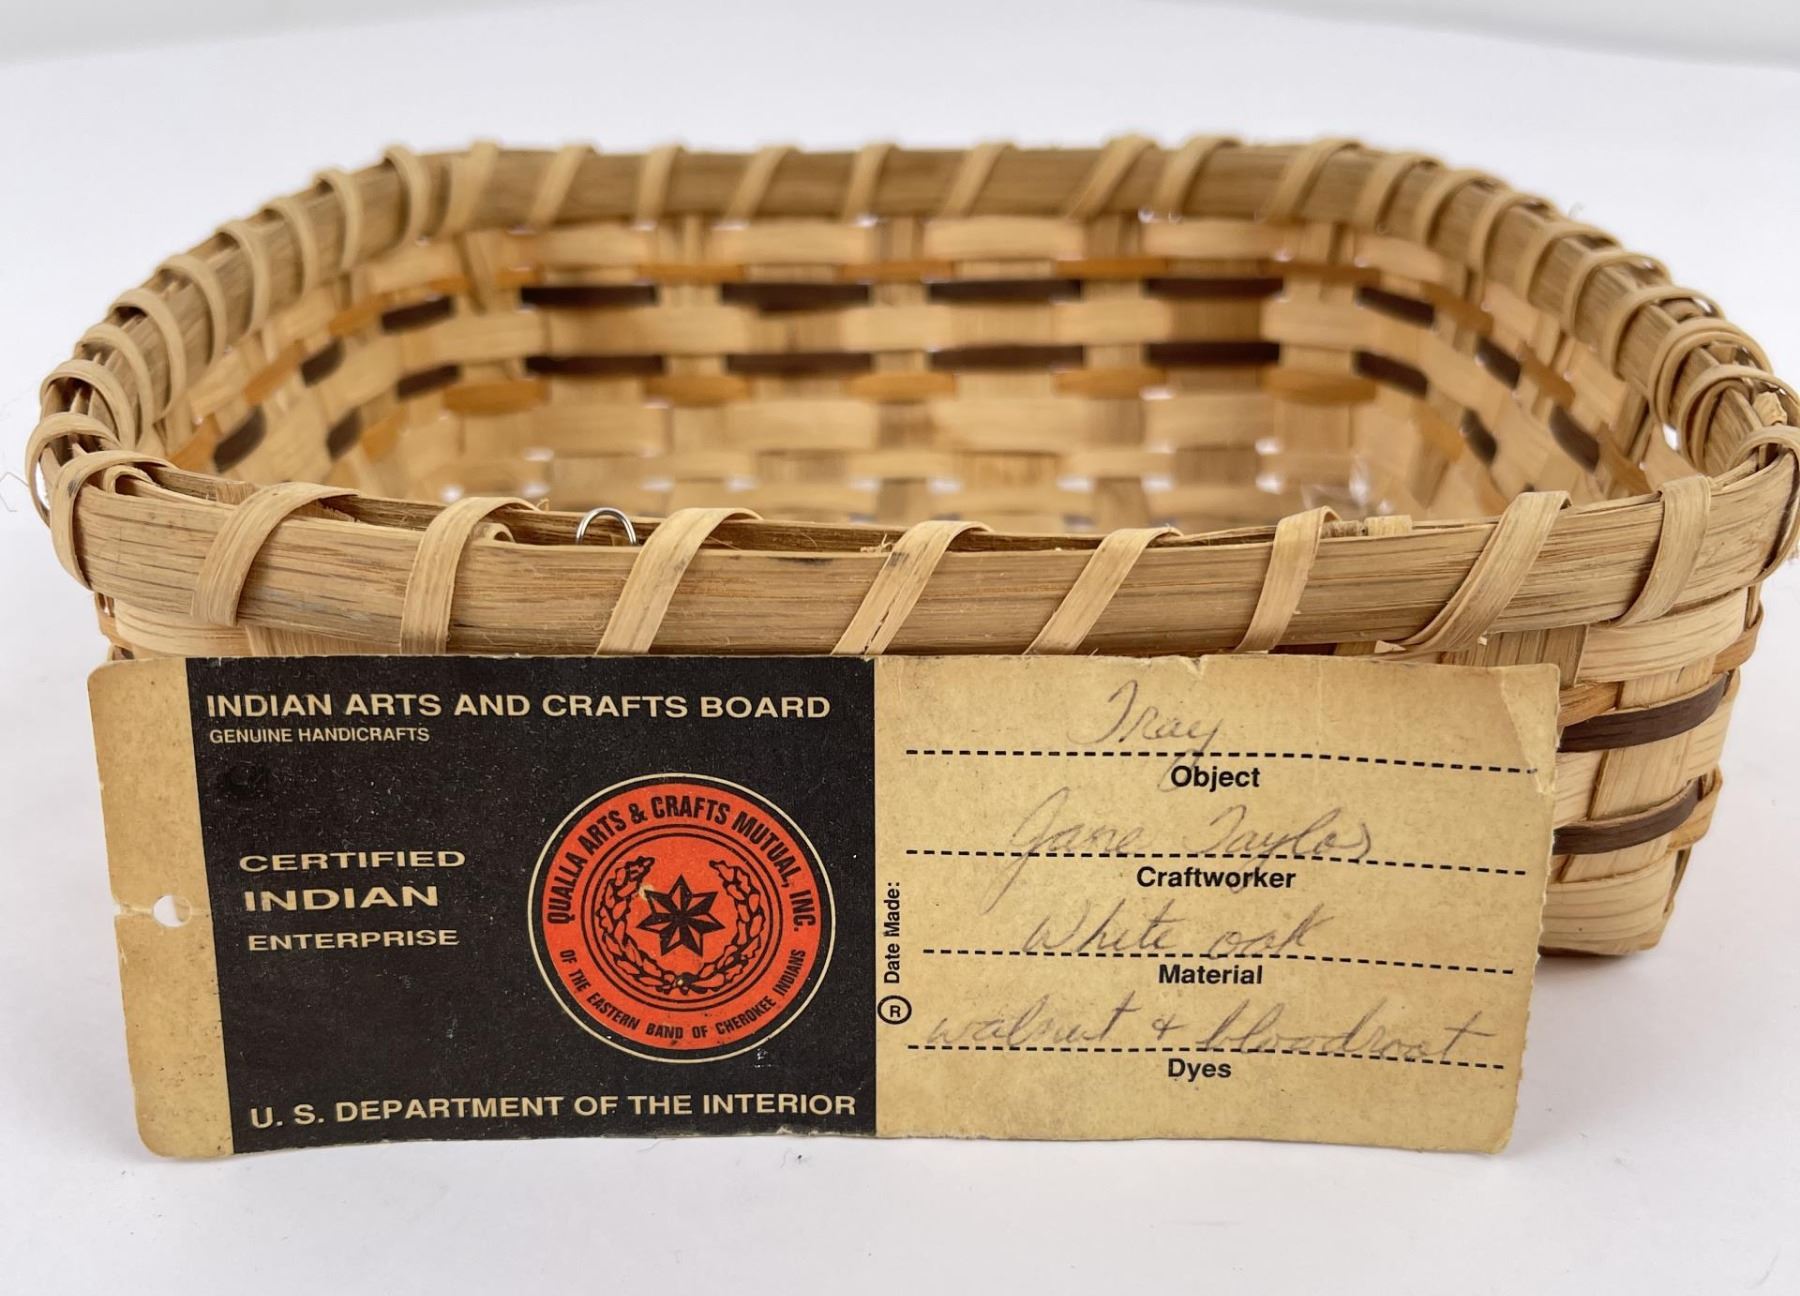 INDIAN ARTS AND CRAFTS BOARD
GENUINE HANDICRAFTS
CERTIFIED
INDIAN
ENTERPRISE
QUALLA ARTS & CRAFTS MUTUAL, INC.
OF THE EASTERN BAND OF CHEROKEE INDIANS
U. S. DEPARTMENT OF THE INTERIOR
® Date Made:
Tray
Object
Jane Taylor
Craftworker
White oak
Material
walnut + bloodroot
Dyes